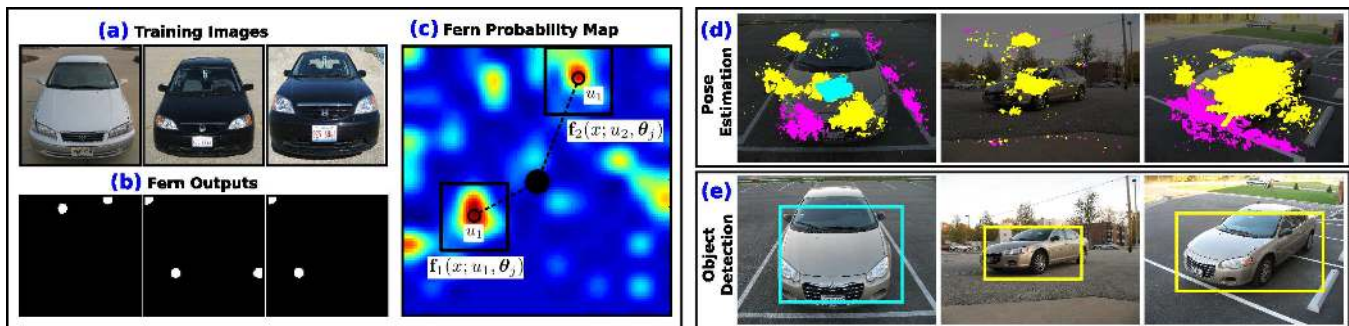 (a) Training Images
(b) Fern Outputs
(c) Fern Probability Map
u₁
f₂(x; u₂, θⱼ)
u₁
f₁(x; u₁, θⱼ)
(d)
Pose
Estimation
(e)
Object
Detection